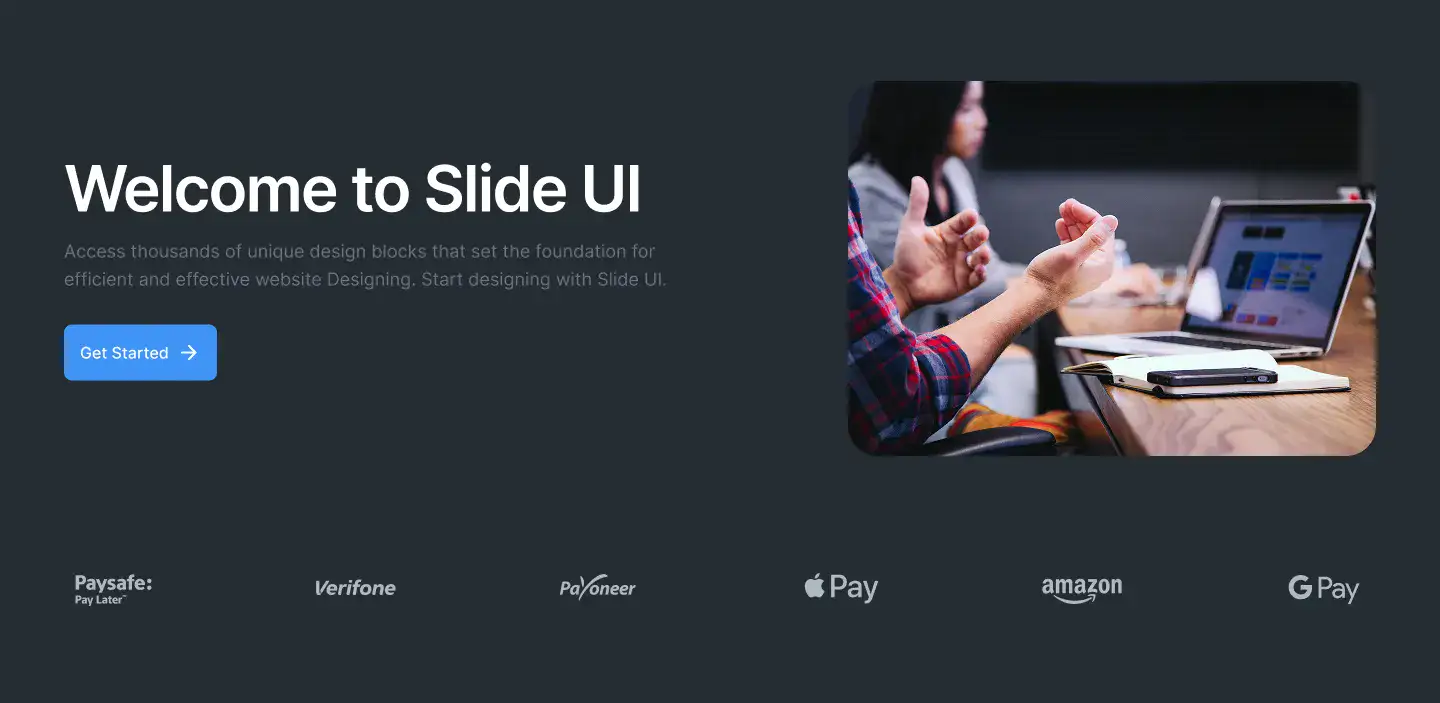 Welcome to Slide UI
Access thousands of unique design blocks that set the foundation for
efficient and effective website Designing. Start designing with Slide UI.
Get Started
Paysafe:
Pay Later™
Verifone
Payoneer
Pay
amazon
G Pay